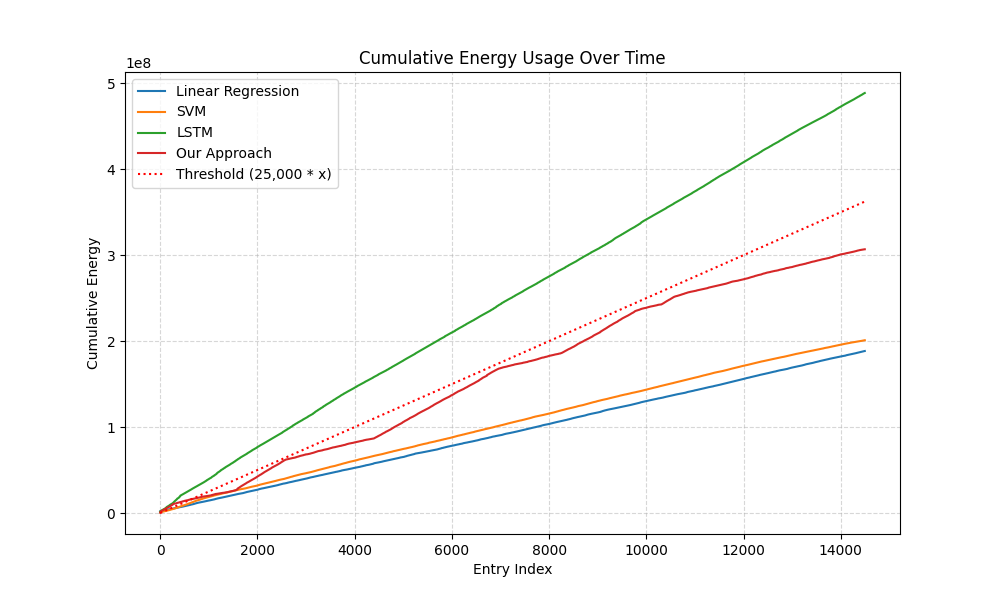 Cumulative Energy Usage Over Time
1e8
Linear Regression
SVM
LSTM
Our Approach
Threshold (25,000 * x)
5
4
3
2
1
0
Cumulative Energy
0 2000 4000 6000 8000 10000 12000 14000
Entry Index